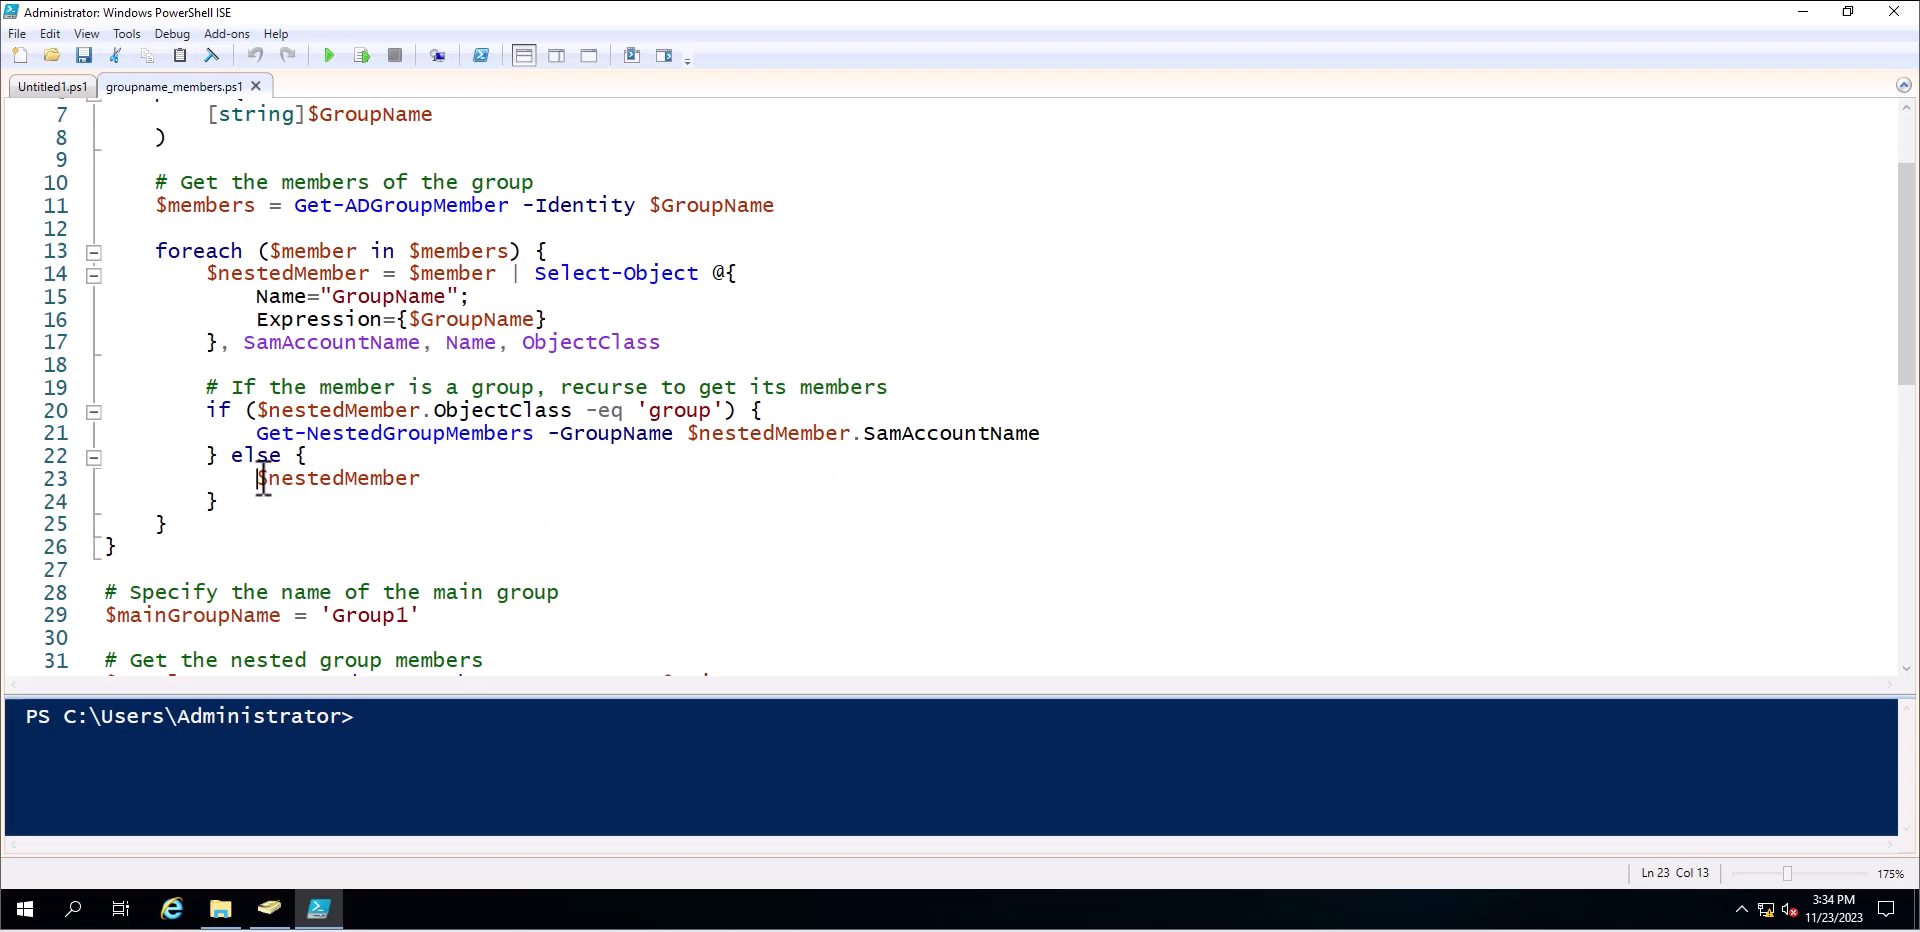 Administrator: Windows PowerShell ISE
File Edit View Tools Debug Add-ons Help
Untitled1.ps1 groupname_members.ps1
7 [string]$GroupName
8 )
9
10 # Get the members of the group
11 $members = Get-ADGroupMember -Identity $GroupName
12
13 foreach ($member in $members) {
14 $nestedMember = $member | Select-Object @{
15 Name="GroupName";
16 Expression={$GroupName}
17 }, SamAccountName, Name, ObjectClass
18
19 # If the member is a group, recurse to get its members
20 if ($nestedMember.ObjectClass -eq 'group') {
21 Get-NestedGroupMembers -GroupName $nestedMember.SamAccountName
22 } else {
23 $nestedMember
24 }
25 }
26 }
27
28 # Specify the name of the main group
29 $mainGroupName = 'Group1'
30
31 # Get the nested group members
PS C:\Users\Administrator>
Ln 23 Col 13 175%
3:34 PM
11/23/2023